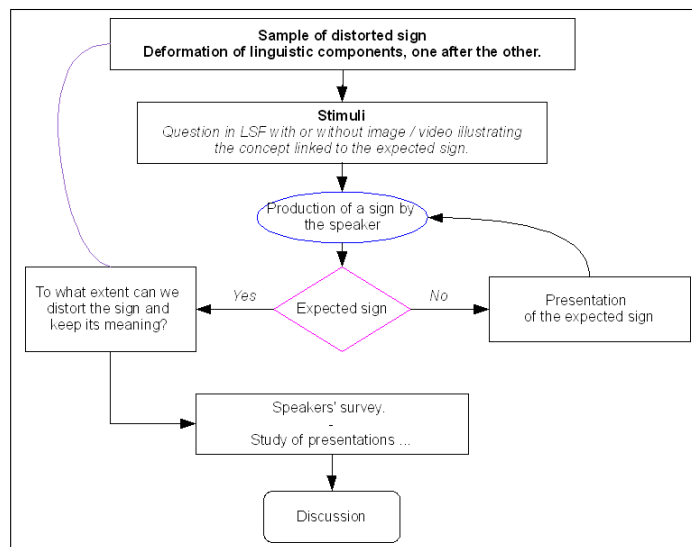 Sample of distorted sign
Deformation of linguistic components, one after the other.
Stimuli
Question in LSF with or without image / video illustrating
the concept linked to the expected sign.
Production of a sign by
the speaker
To what extent can we
distort the sign and
keep its meaning?
Yes
Expected sign
No
Presentation
of the expected sign
Speakers' survey.
-
Study of presentations ...
Discussion